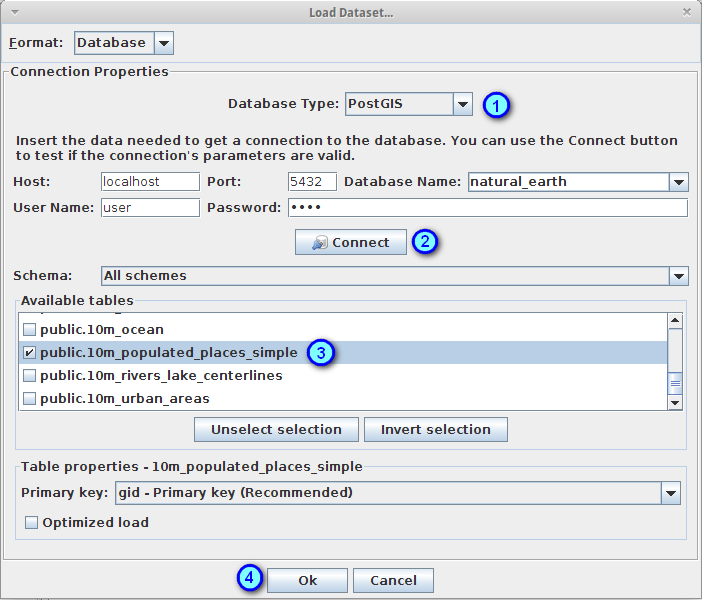 Load Dataset...
Format: Database
Connection Properties
Database Type: PostGIS 1
Insert the data needed to get a connection to the database. You can use the Connect button
to test if the connection's parameters are valid.
Host: localhost Port: 5432 Database Name: natural_earth
User Name: user Password: ••••
Connect 2
Schema: All schemes
Available tables
public.10m_ocean
public.10m_populated_places_simple 3
public.10m_rivers_lake_centerlines
public.10m_urban_areas
Unselect selection Invert selection
Table properties - 10m_populated_places_simple
Primary key: gid - Primary key (Recommended)
Optimized load
4 Ok Cancel